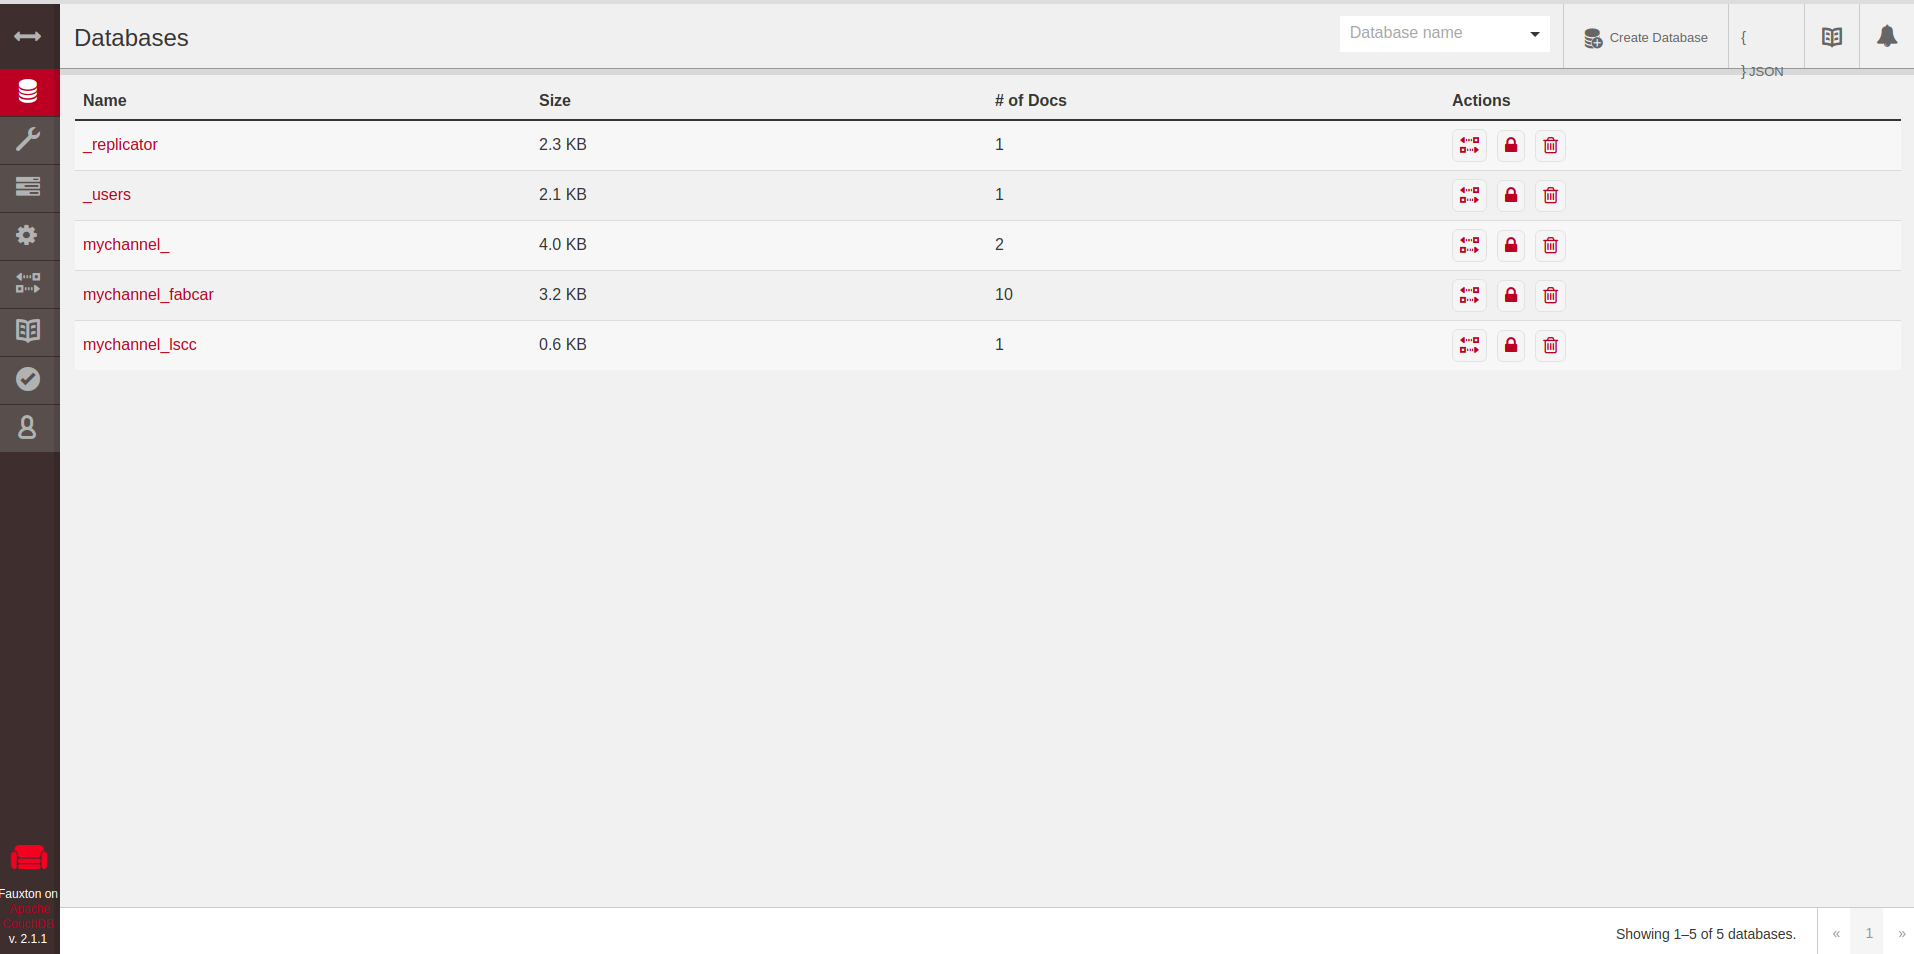 Databases
Database name
Create Database
{
} JSON
Name Size # of Docs Actions
_replicator 2.3 KB 1
_users 2.1 KB 1
mychannel_ 4.0 KB 2
mychannel_fabcar 3.2 KB 10
mychannel_lscc 0.6 KB 1
Fauxton on
Apache
CouchDB
v. 2.1.1
Showing 1–5 of 5 databases.
« 1 »